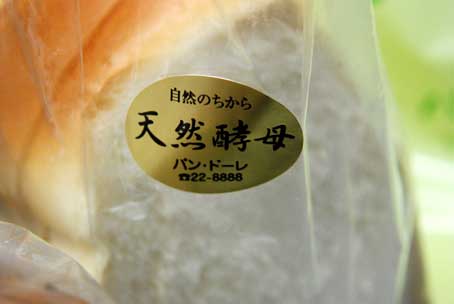 自然のちから
天然酵母
パン・ドーレ
☎22-8888